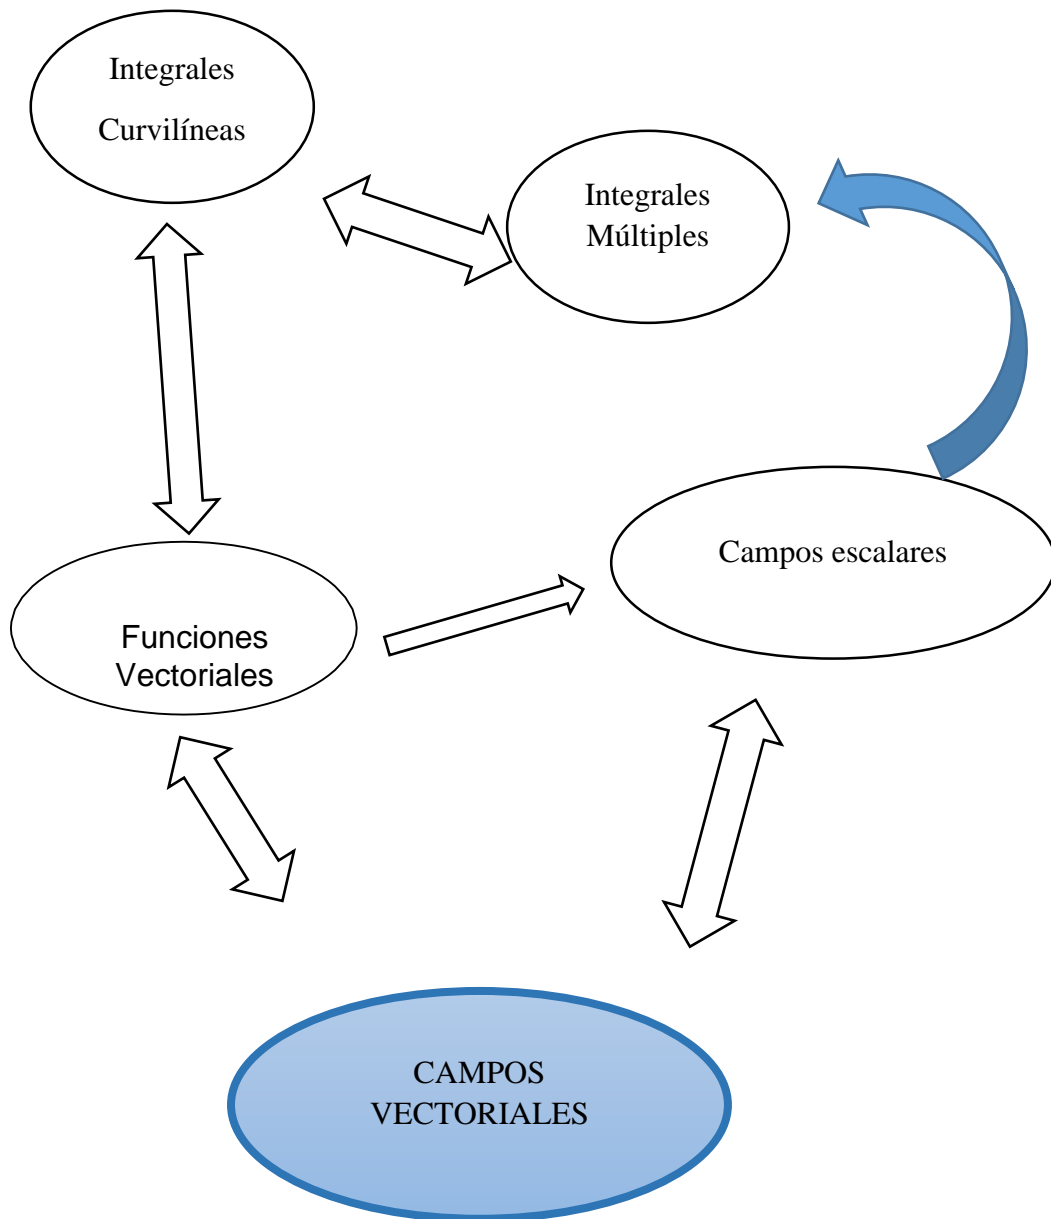 Integrales
Curvilíneas
Integrales
Múltiples
Campos escalares
Funciones
Vectoriales
CAMPOS
VECTORIALES